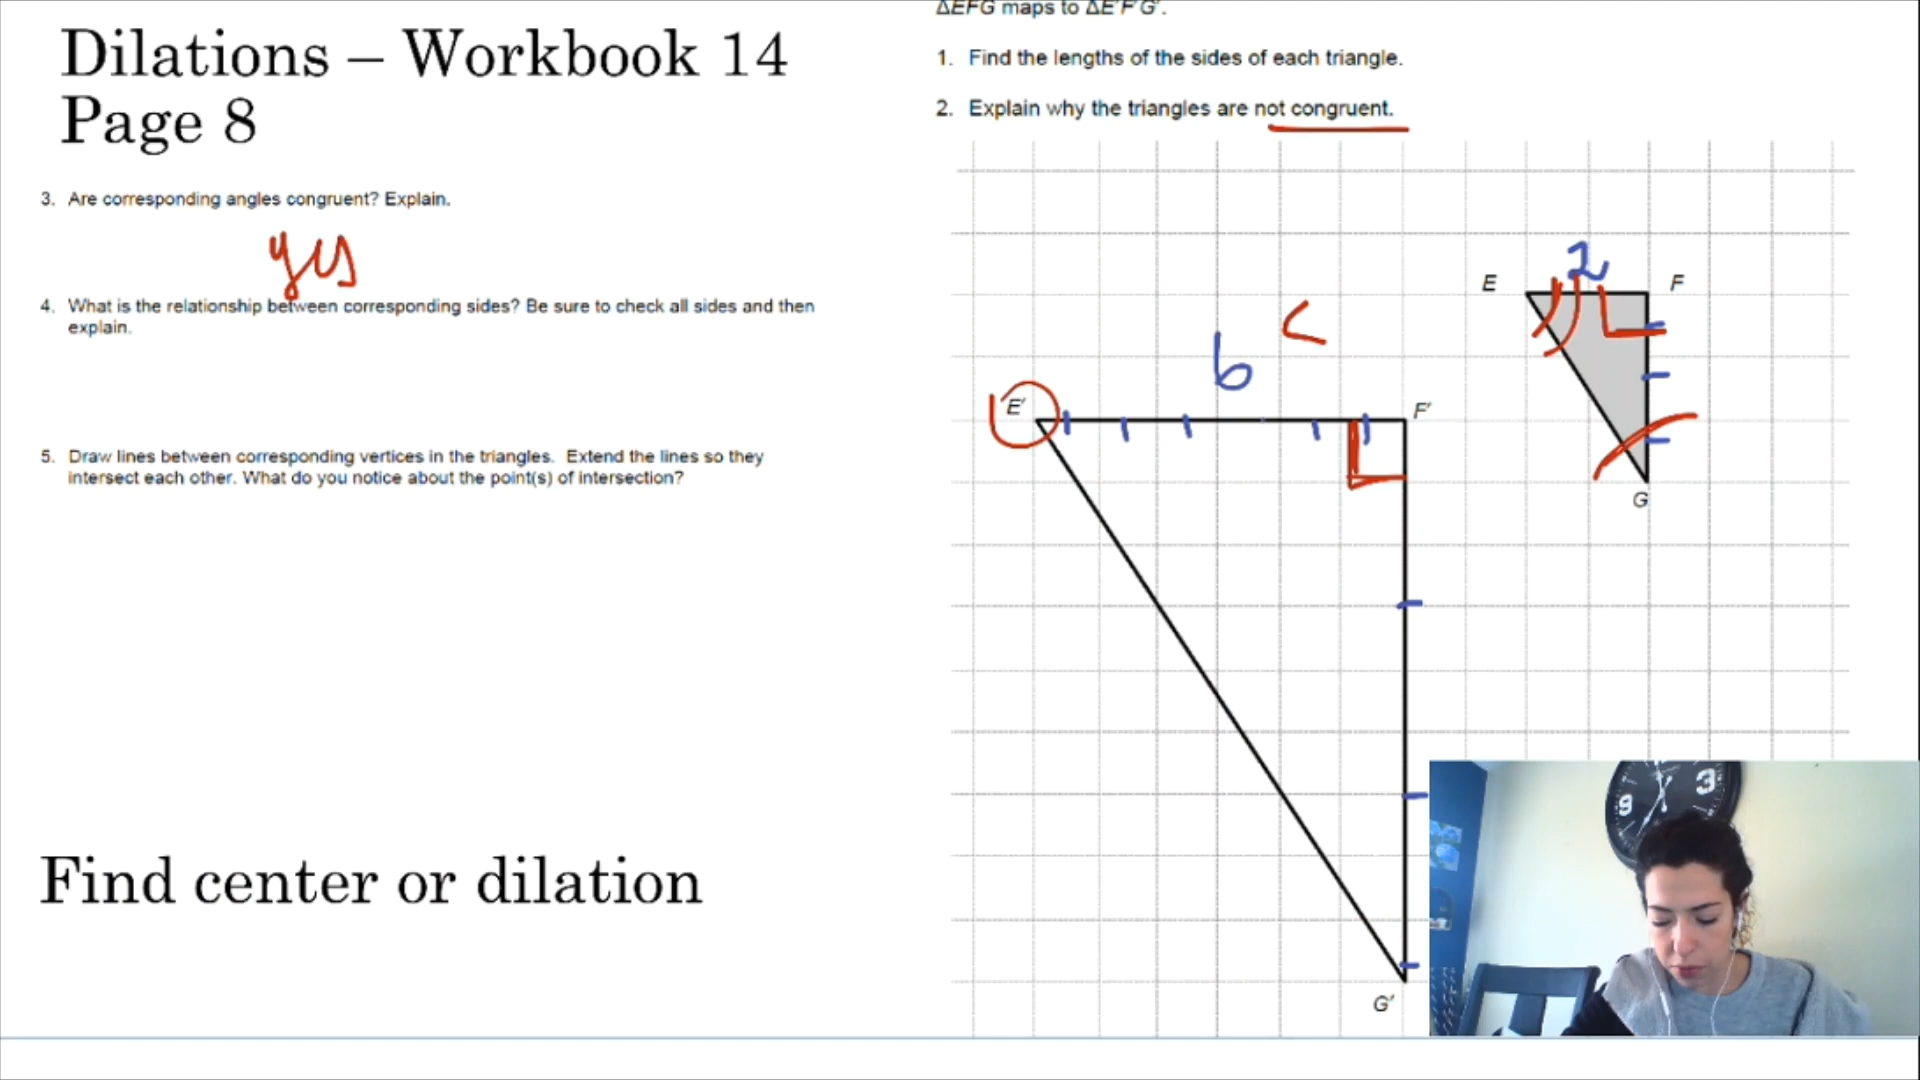 Dilations – Workbook 14
Page 8
3. Are corresponding angles congruent? Explain.
yes
4. What is the relationship between corresponding sides? Be sure to check all sides and then
explain.
5. Draw lines between corresponding vertices in the triangles. Extend the lines so they
intersect each other. What do you notice about the point(s) of intersection?
Find center or dilation
ΔEFG maps to ΔE'F'G'.
1. Find the lengths of the sides of each triangle.
2. Explain why the triangles are not congruent.
2
E
F
6
E'
F'
G
G'
9
3